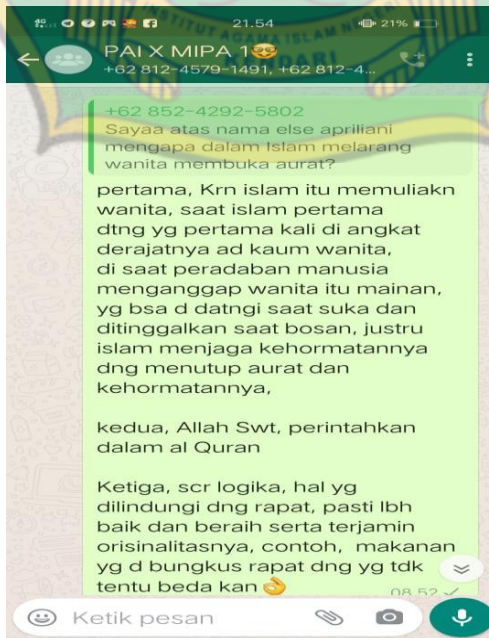 INSTITUT AGAMA ISLAM N
KENDARI
21.54
21%
PAI X MIPA 1
+62 812-4579-1491, +62 812-4...
+62 852-4292-5802
Sayaa atas nama else apriliani
mengapa dalam Islam melarang
wanita membuka aurat?
pertama, Krn islam itu memuliakn
wanita, saat islam pertama
dtng yg pertama kali di angkat
derajatnya ad kaum wanita,
di saat peradaban manusia
menganggap wanita itu mainan,
yg bsa d datngi saat suka dan
ditinggalkan saat bosan, justru
islam menjaga kehormatannya
dng menutup aurat dan
kehormatannya,
kedua, Allah Swt, perintahkan
dalam al Quran
Ketiga, scr logika, hal yg
dilindungi dng rapat, pasti lbh
baik dan beraih serta terjamin
orisinalitasnya, contoh, makanan
yg d bungkus rapat dng yg tdk
tentu beda kan👌
08.52
Ketik pesan